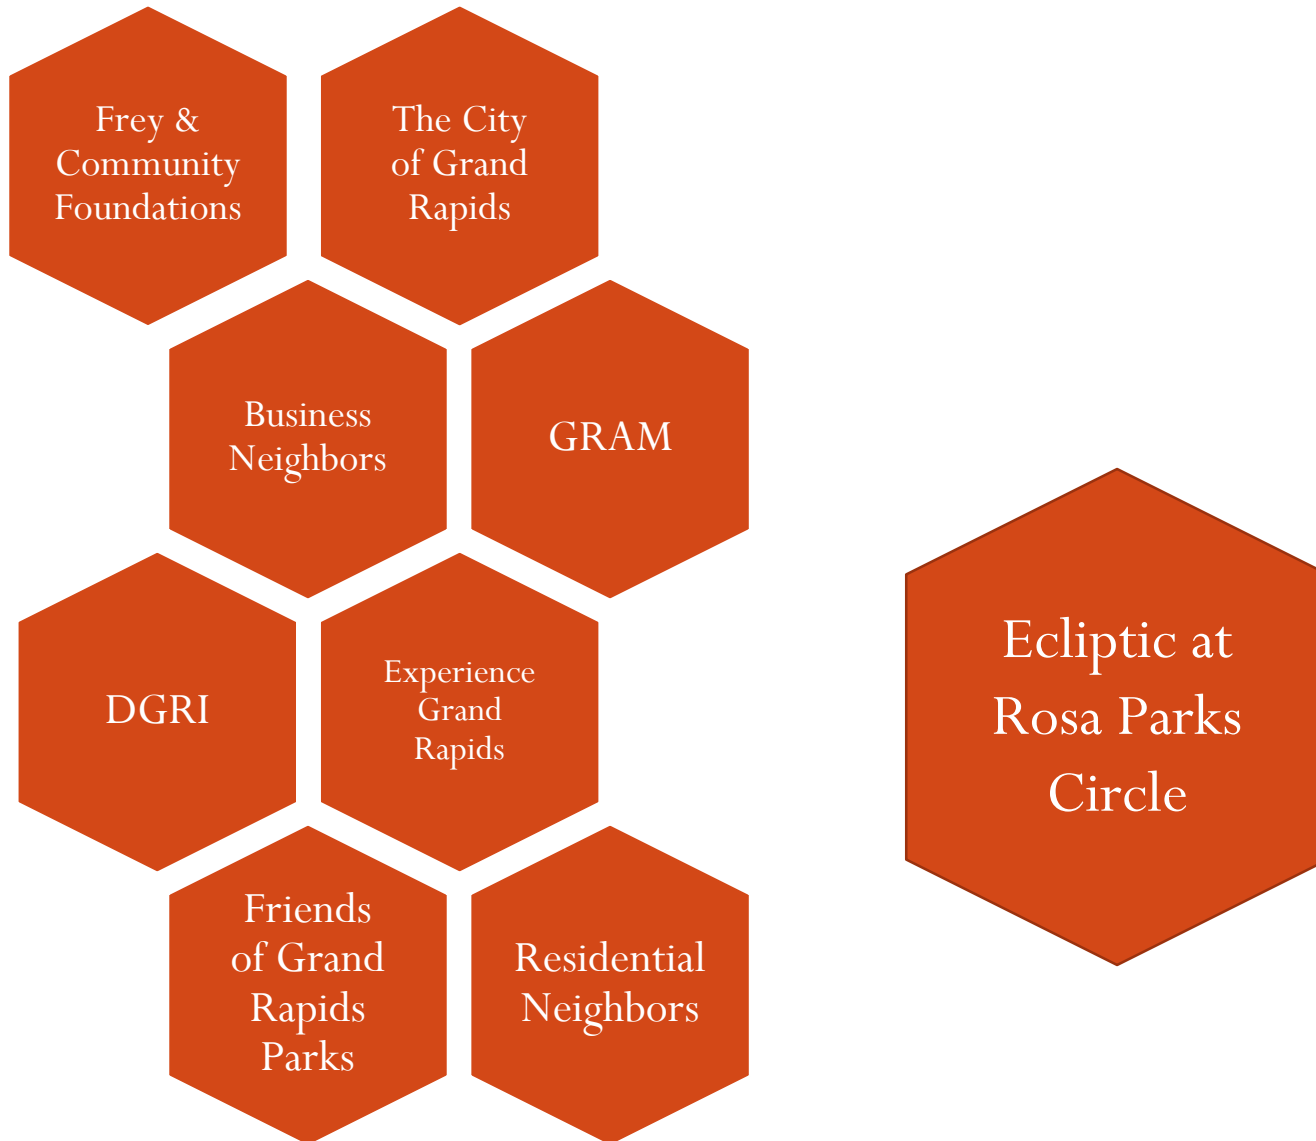 Frey &
Community
Foundations
The City
of Grand
Rapids
Business
Neighbors
GRAM
DGRI
Experience
Grand
Rapids
Friends
of Grand
Rapids
Parks
Residential
Neighbors
Ecliptic at
Rosa Parks
Circle